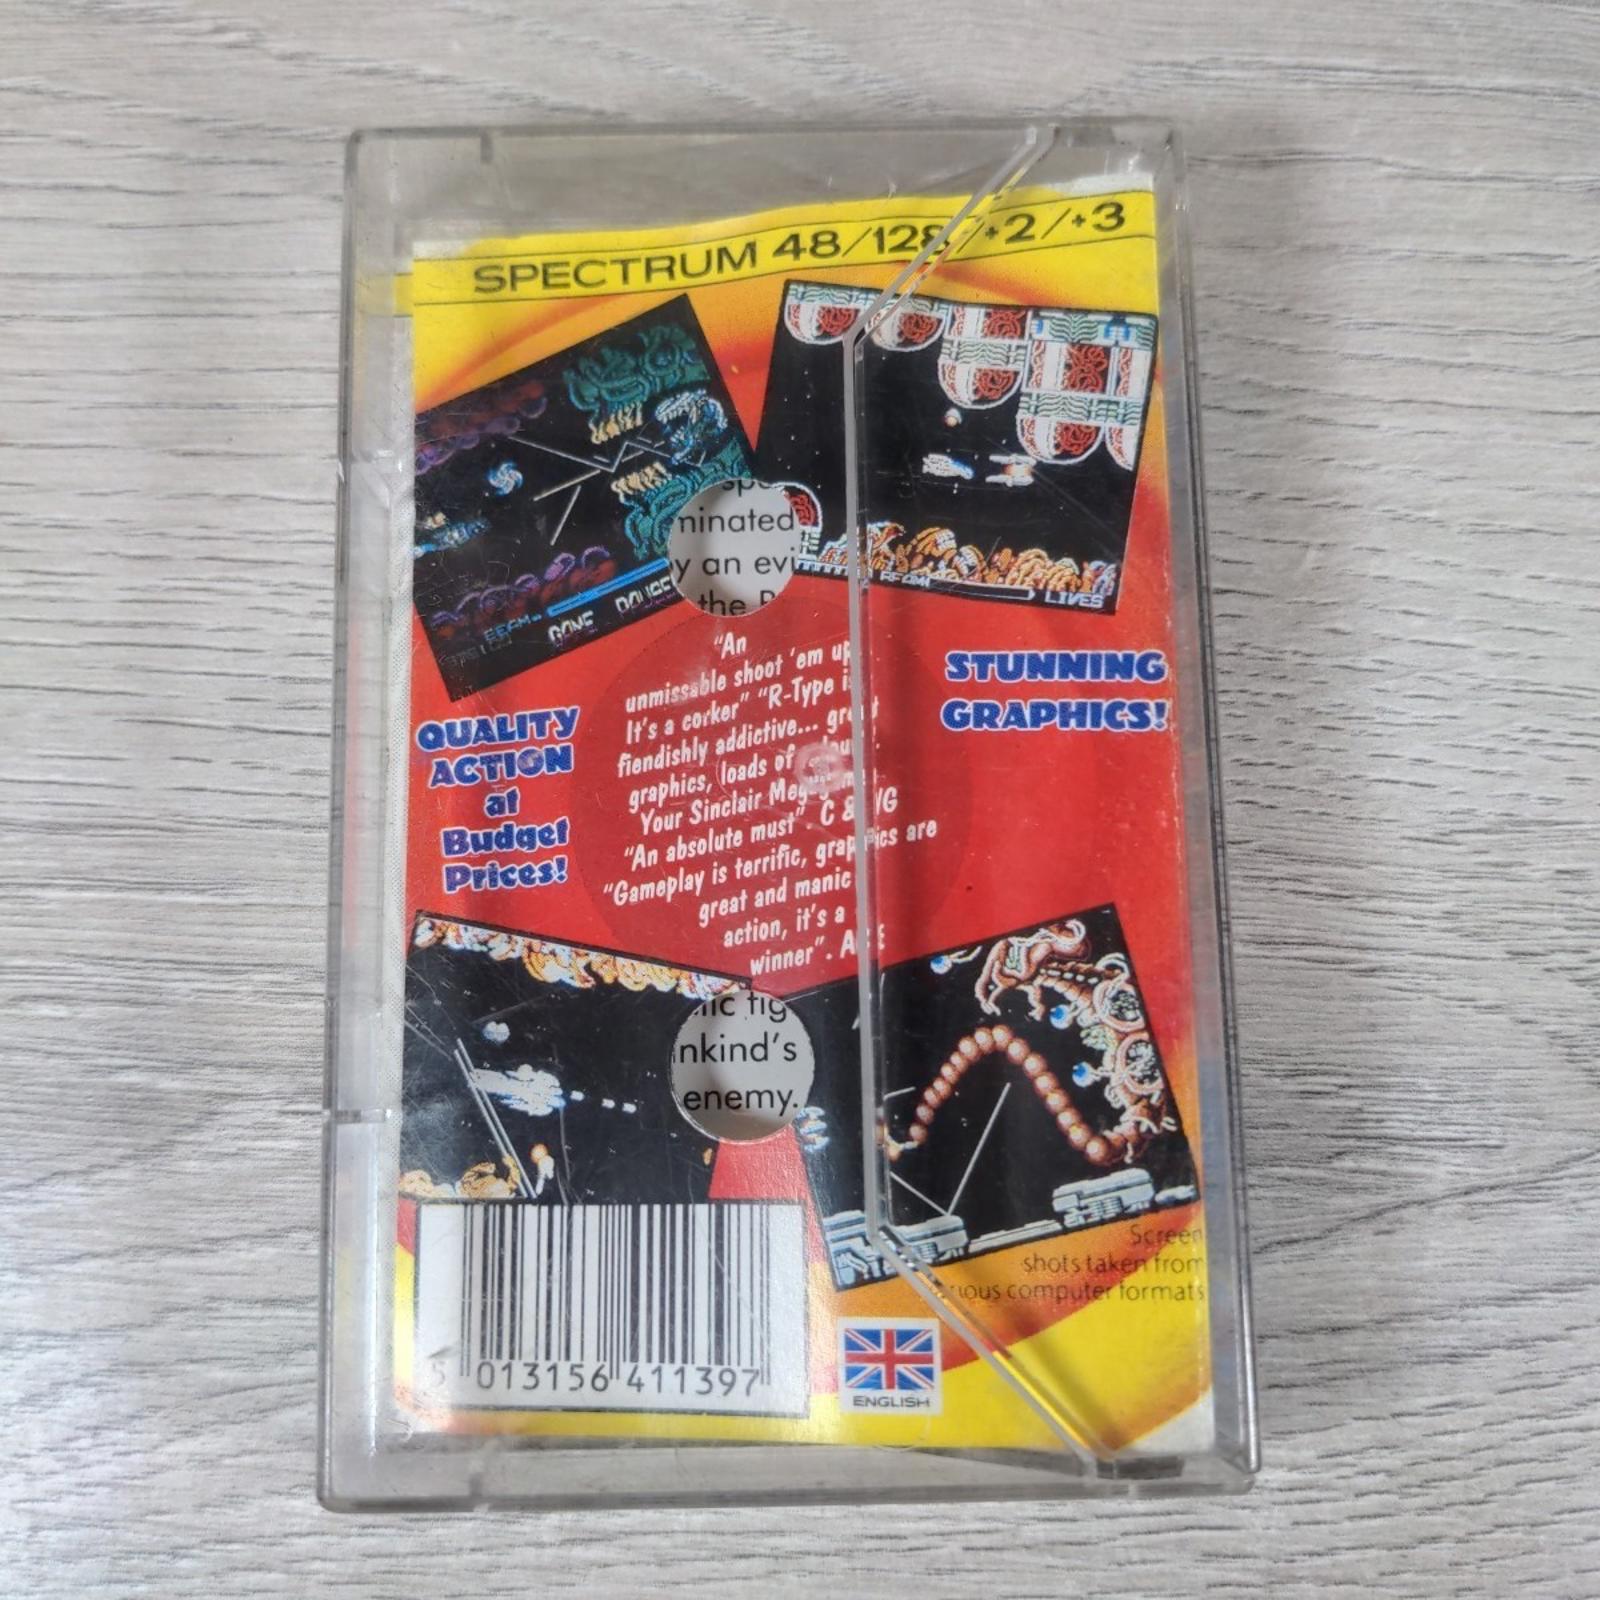 SPECTRUM 48/128/+2/+3
minated
y an evi
the
LIVES
"An
unmissable shoot 'em up
It's a corker" "R-Type is
fiendishly addictive... great
graphics, loads of
Your Sinclair Megagame
"An absolute must". C & VG
"Gameplay is terrific, graphics are
great and manic
action, it's a
winner". ACE
STUNNING
GRAPHICS!
QUALITY
ACTION
at
Budget
Prices!
nkind's
enemy.
Screen
shots taken from
various computer formats
5 013156 411397
ENGLISH